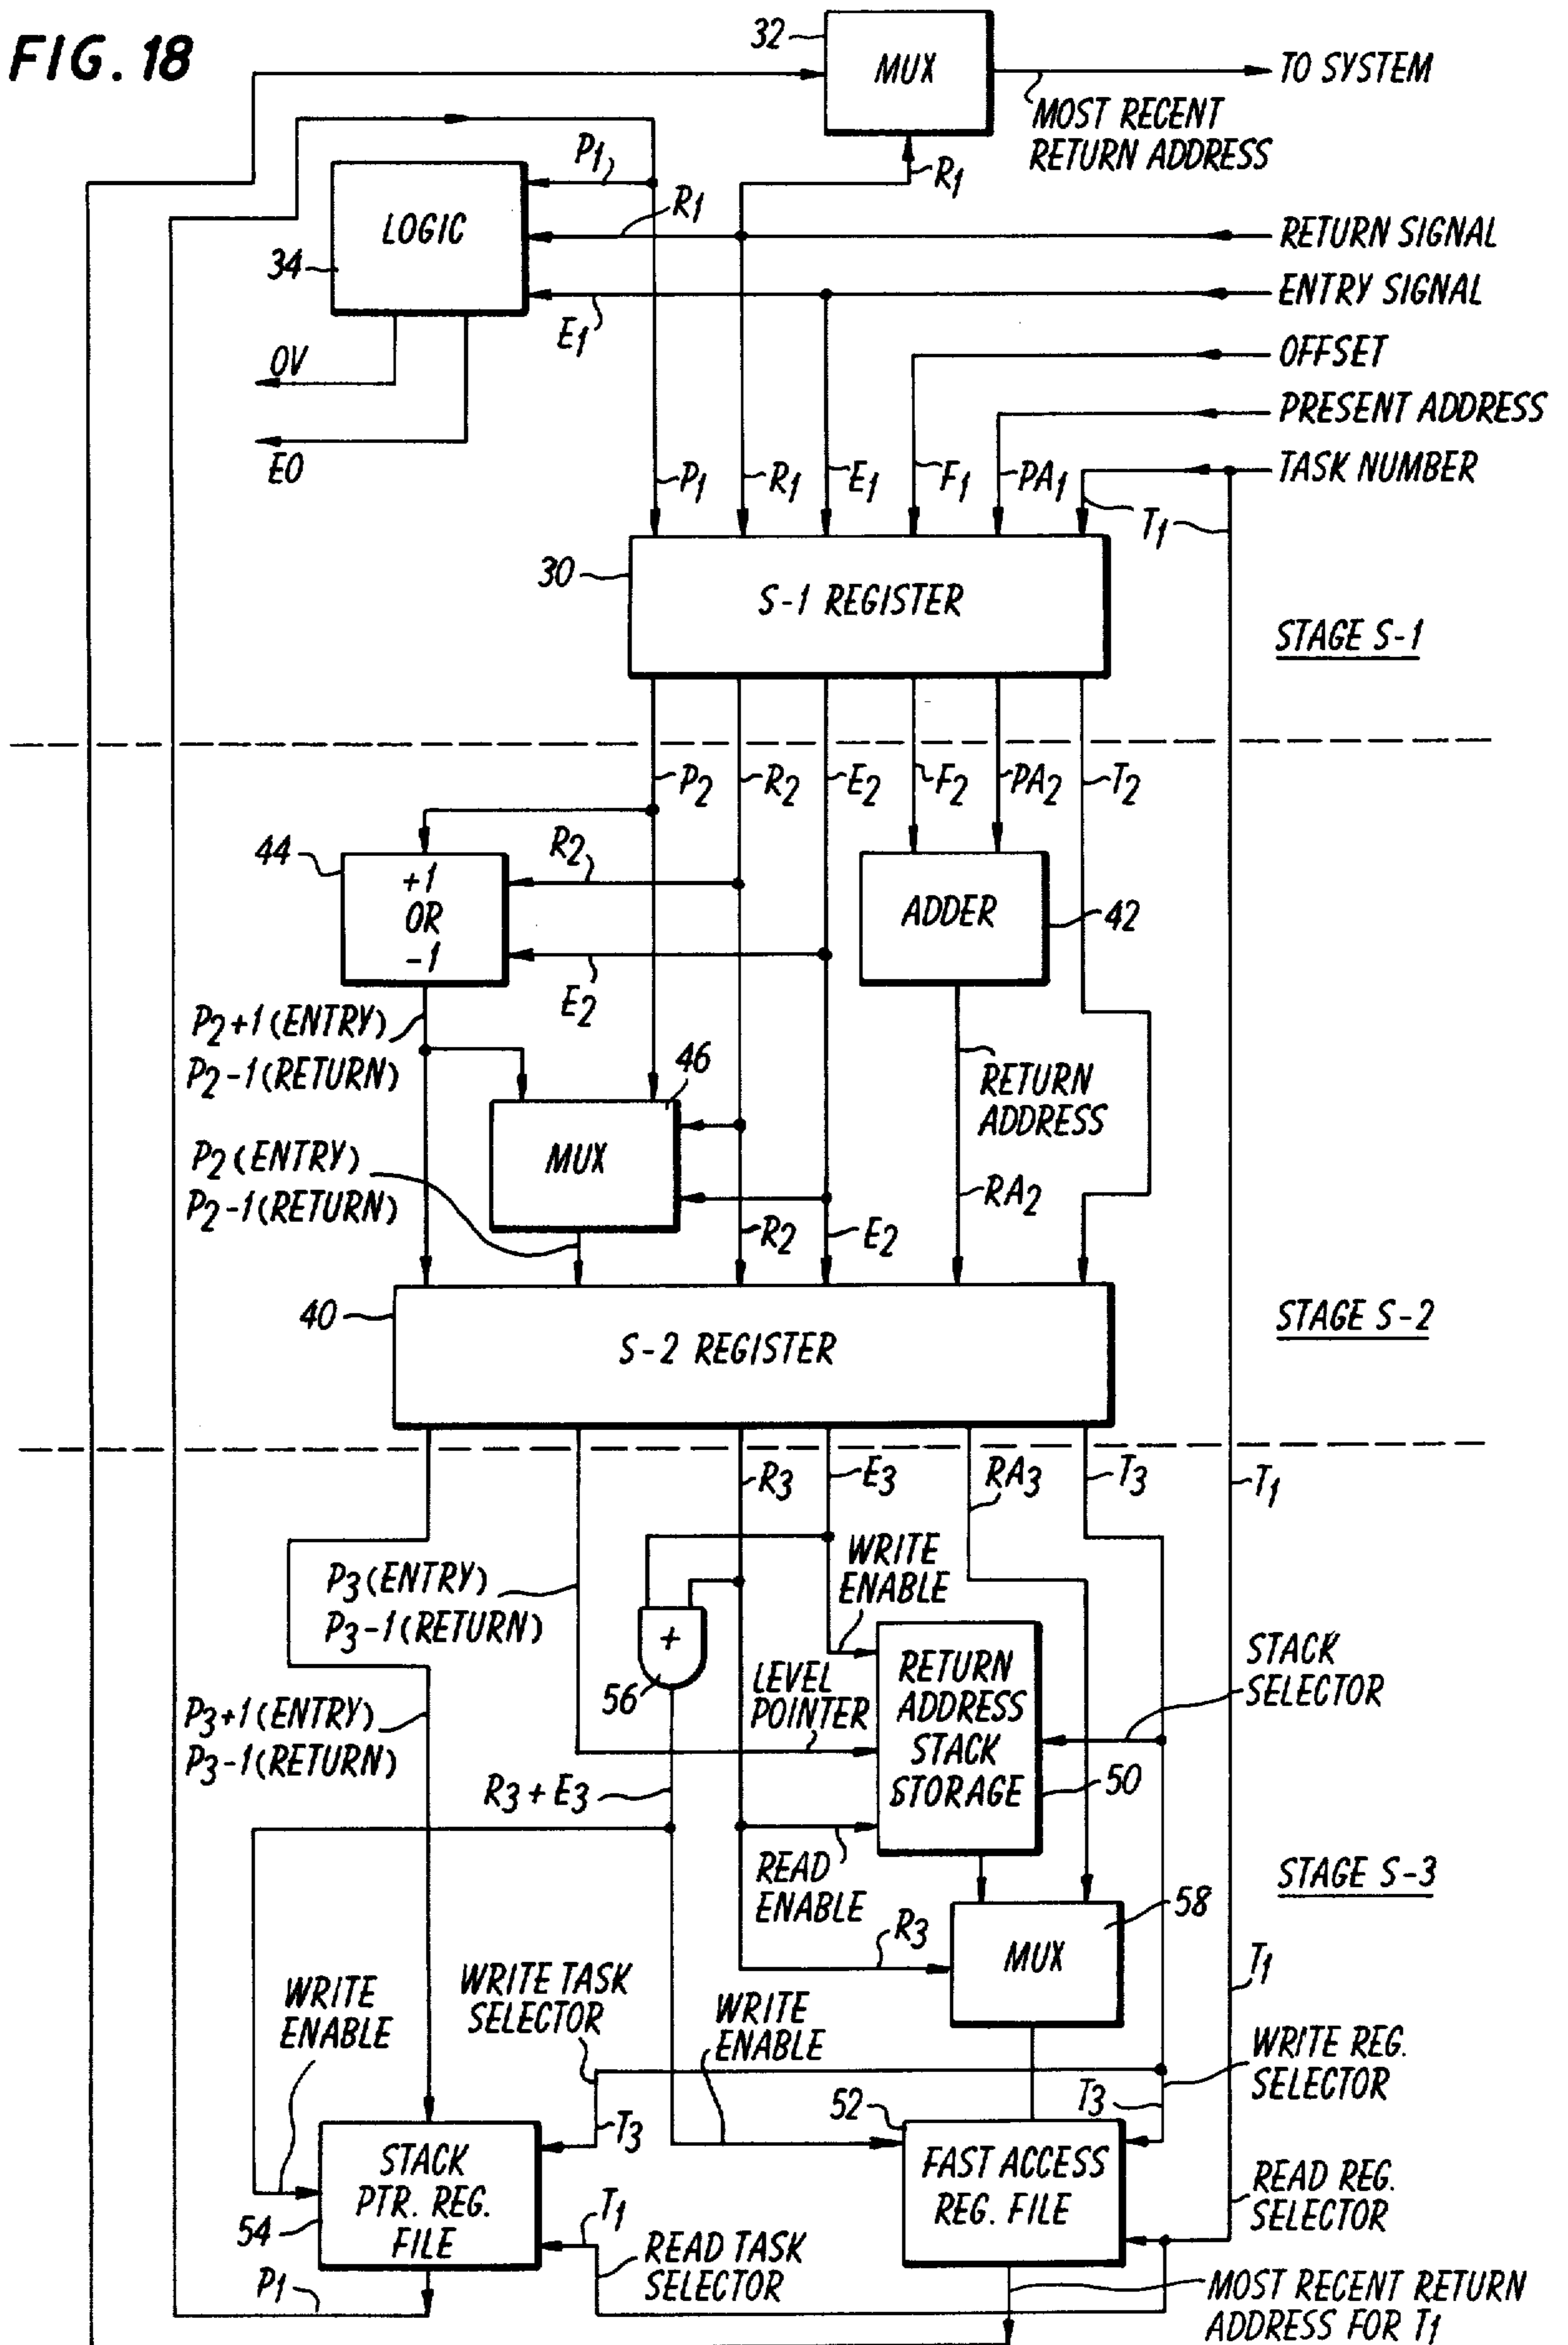 FIG. 18
32
MUX
TO SYSTEM
MOST RECENT
RETURN ADDRESS
P1
R1
R1
LOGIC
34
RETURN SIGNAL
ENTRY SIGNAL
E1
OFFSET
OV
PRESENT ADDRESS
EO
TASK NUMBER
P1
R1
E1
F1
PA1
T1
30
S-1 REGISTER
STAGE S-1
P2
R2
E2
F2
PA2
T2
44
+1
OR
-1
R2
E2
ADDER
42
P2+1 (ENTRY)
P2-1 (RETURN)
46
MUX
RETURN
ADDRESS
P2 (ENTRY)
P2-1 (RETURN)
R2
E2
RA2
40
S-2 REGISTER
STAGE S-2
R3
E3
RA3
T3
T1
P3 (ENTRY)
P3-1 (RETURN)
WRITE
ENABLE
+
56
LEVEL
POINTER
RETURN
ADDRESS
STACK
STORAGE
50
STACK
SELECTOR
P3+1 (ENTRY)
P3-1 (RETURN)
R3 + E3
READ
ENABLE
STAGE S-3
58
R3
MUX
T1
WRITE
ENABLE
WRITE TASK
SELECTOR
WRITE
ENABLE
WRITE REG.
SELECTOR
52
T3
T3
STACK
PTR. REG.
FILE
54
FAST ACCESS
REG. FILE
READ REG.
SELECTOR
T1
READ TASK
SELECTOR
P1
MOST RECENT RETURN
ADDRESS FOR T1